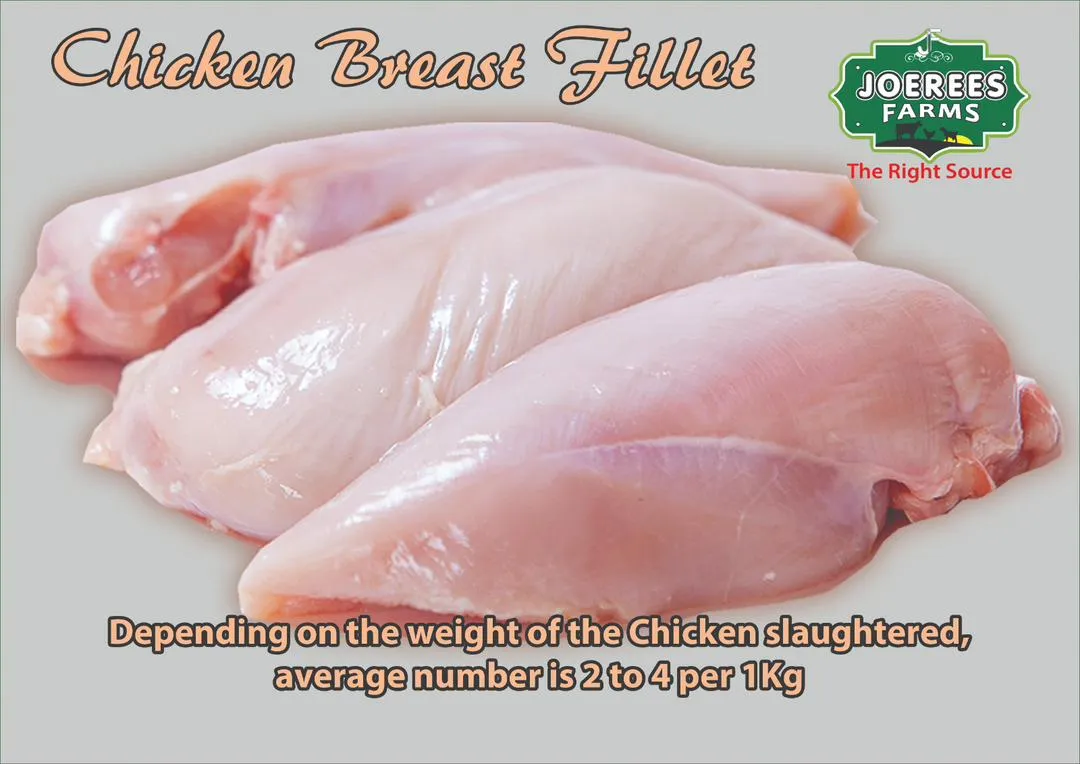 Chicken Breast Fillet
JOEREES
FARMS
The Right Source
Depending on the weight of the Chicken slaughtered,
average number is 2 to 4 per 1Kg